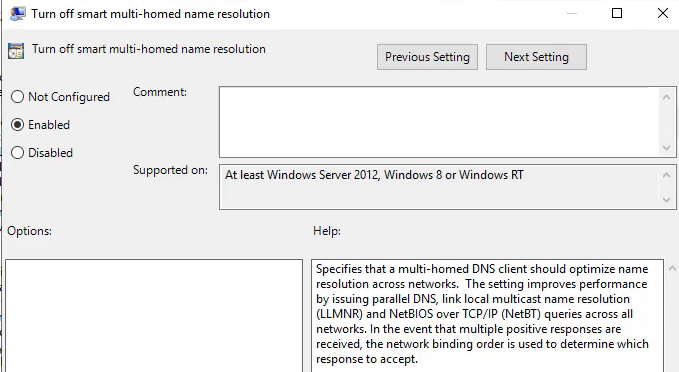 Turn off smart multi-homed name resolution
Turn off smart multi-homed name resolution
Previous Setting
Next Setting
Not Configured
Comment:
Enabled
Disabled
Supported on:
At least Windows Server 2012, Windows 8 or Windows RT
Options:
Help:
Specifies that a multi-homed DNS client should optimize name
resolution across networks.  The setting improves performance
by issuing parallel DNS, link local multicast name resolution
(LLMNR) and NetBIOS over TCP/IP (NetBT) queries across all
networks. In the event that multiple positive responses are
received, the network binding order is used to determine which
response to accept.